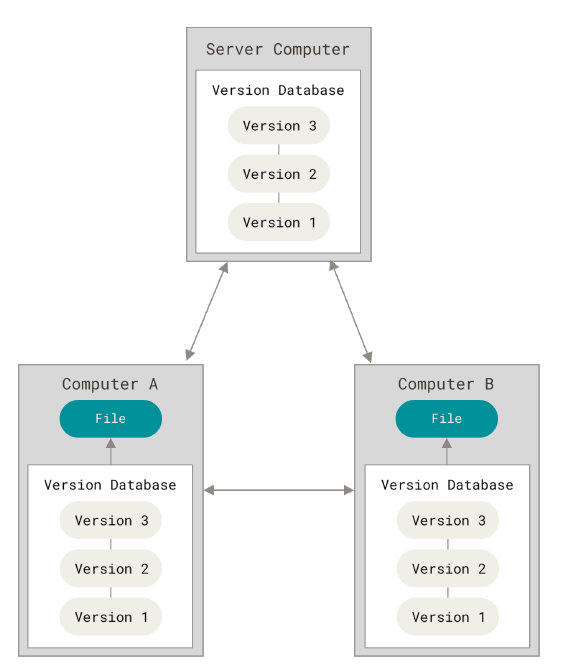 Server Computer
Version Database
Version 3
Version 2
Version 1
Computer A
File
Version Database
Version 3
Version 2
Version 1
Computer B
File
Version Database
Version 3
Version 2
Version 1